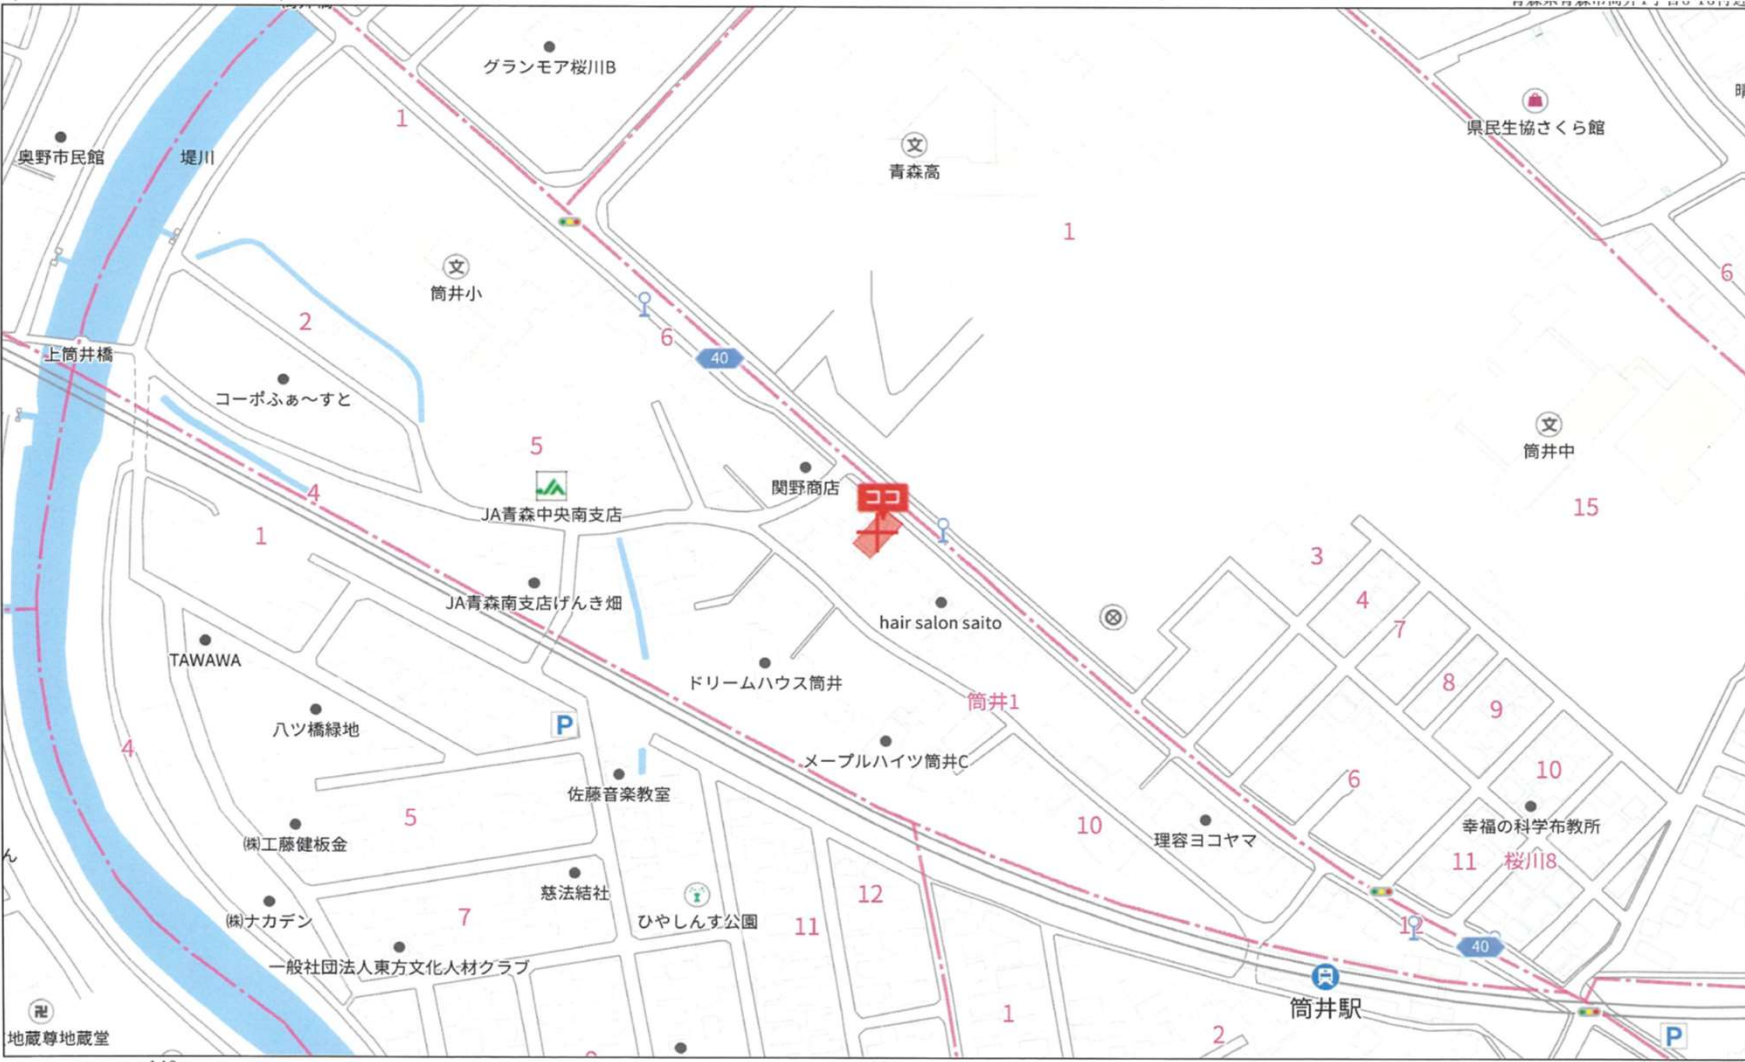 グランモア桜川B
1
奥野市民館
堤川
青森高
県民生協さくら館
1
筒井小
6
2
6
上筒井橋
40
コーポふぁ～すと
5
筒井中
関野商店
ココ
4
JA青森中央南支店
15
1
3
JA青森南支店げんき畑
hair salon saito
4
7
TAWAWA
ドリームハウス筒井
8
筒井1
9
八ツ橋緑地
P
4
メープルハイツ筒井C
10
佐藤音楽教室
6
5
10
幸福の科学布教所
㈱工藤健板金
理容ヨコヤマ
ん
11
桜川8
慈法結社
12
㈱ナカデン
7
ひやしんす公園
11
12
40
一般社団法人東方文化人材クラブ
筒井駅
1
2
地蔵尊地蔵堂
P